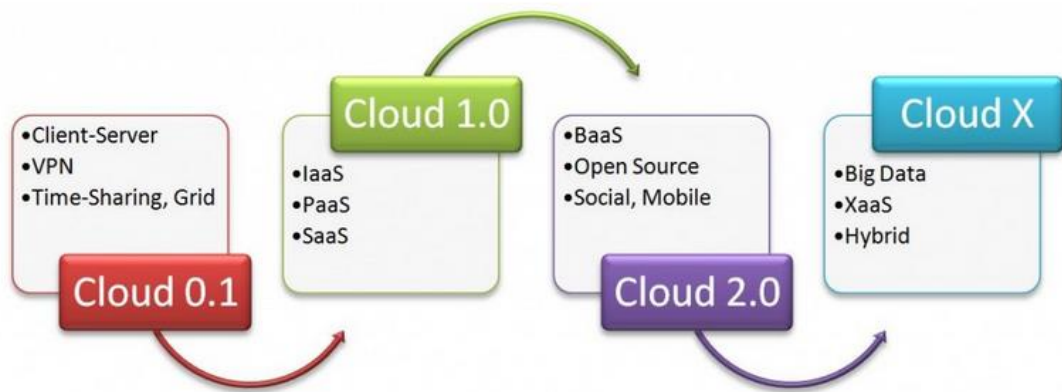 Cloud 0.1
•Client-Server
•VPN
•Time-Sharing, Grid
Cloud 1.0
•IaaS
•PaaS
•SaaS
Cloud 2.0
•BaaS
•Open Source
•Social, Mobile
Cloud X
•Big Data
•XaaS
•Hybrid